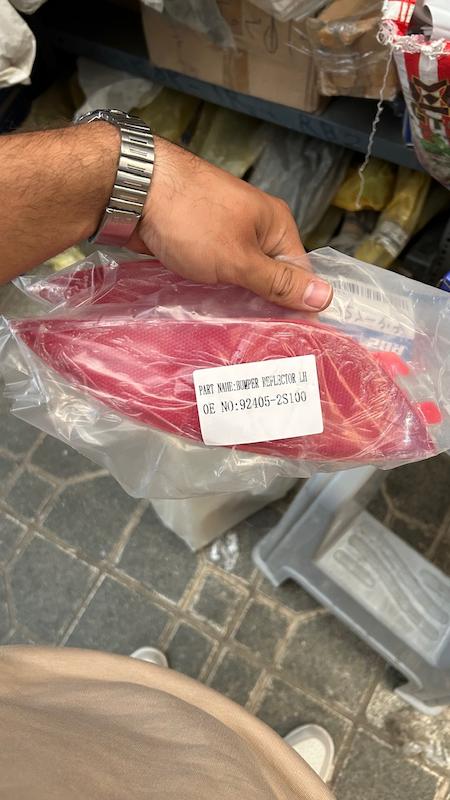 PART NAME:BUMPER REFLECTOR LH
OE NO:92405-2S100